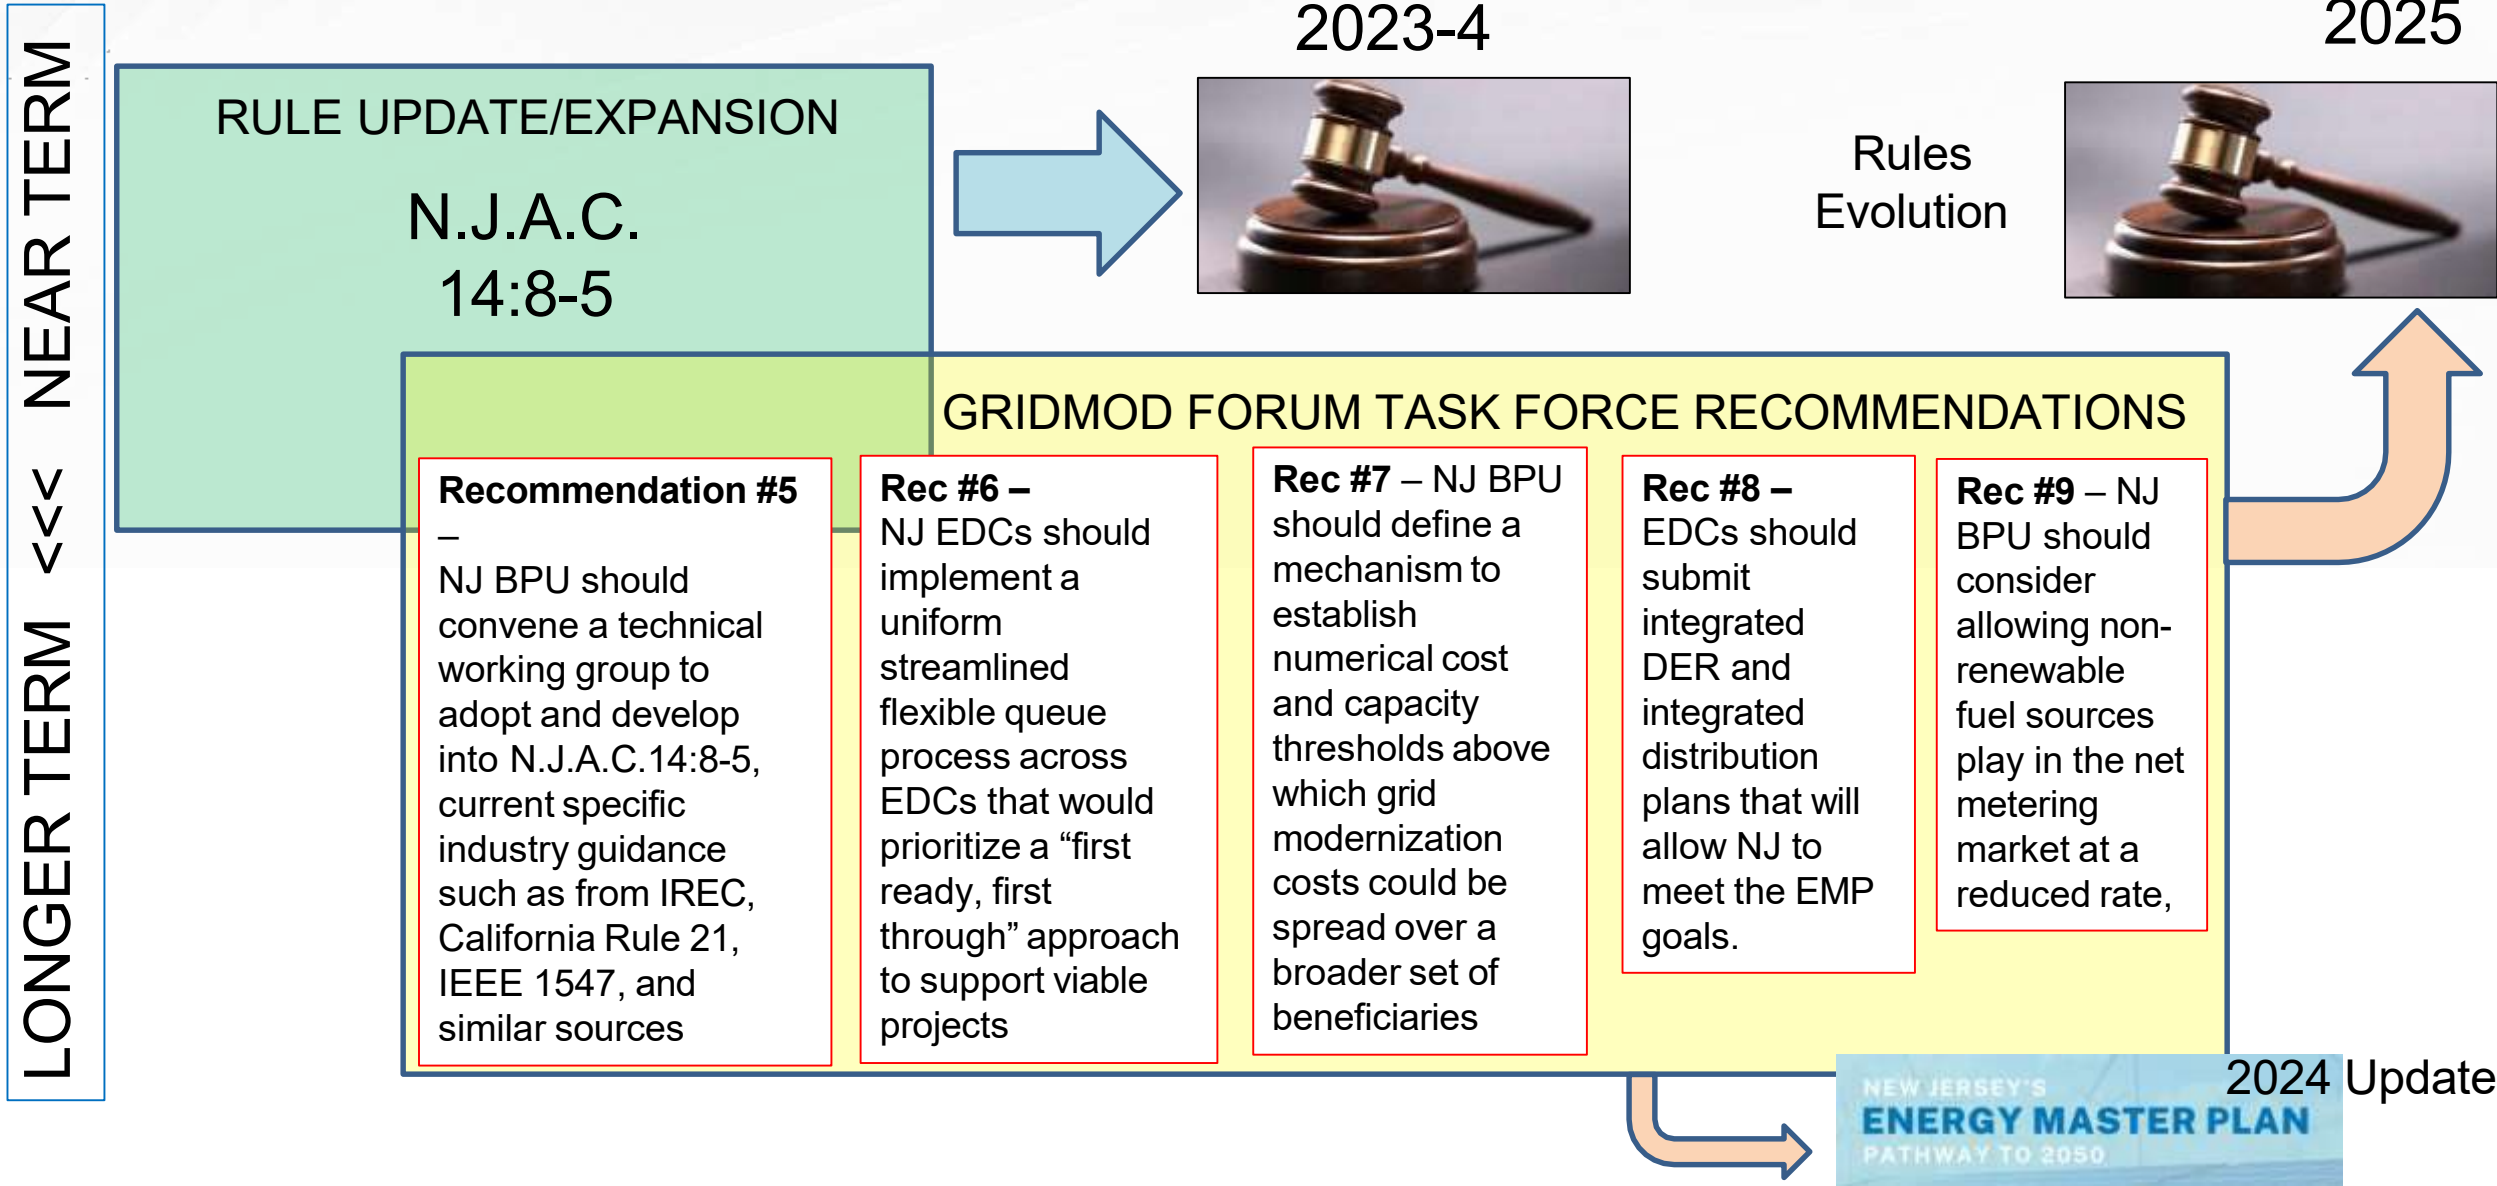 LONGER TERM <<< NEAR TERM
2023-4
2025
RULE UPDATE/EXPANSION
N.J.A.C.
14:8-5
Rules
Evolution
GRIDMOD FORUM TASK FORCE RECOMMENDATIONS
Recommendation #5
–
NJ BPU should
convene a technical
working group to
adopt and develop
into N.J.A.C.14:8-5,
current specific
industry guidance
such as from IREC,
California Rule 21,
IEEE 1547, and
similar sources
Rec #6 –
NJ EDCs should
implement a
uniform
streamlined
flexible queue
process across
EDCs that would
prioritize a “first
ready, first
through” approach
to support viable
projects
Rec #7 – NJ BPU
should define a
mechanism to
establish
numerical cost
and capacity
thresholds above
which grid
modernization
costs could be
spread over a
broader set of
beneficiaries
Rec #8 –
EDCs should
submit
integrated
DER and
integrated
distribution
plans that will
allow NJ to
meet the EMP
goals.
Rec #9 – NJ
BPU should
consider
allowing non-
renewable
fuel sources
play in the net
metering
market at a
reduced rate,
2024 Update
NEW JERSEY'S
ENERGY MASTER PLAN
PATHWAY TO 2050